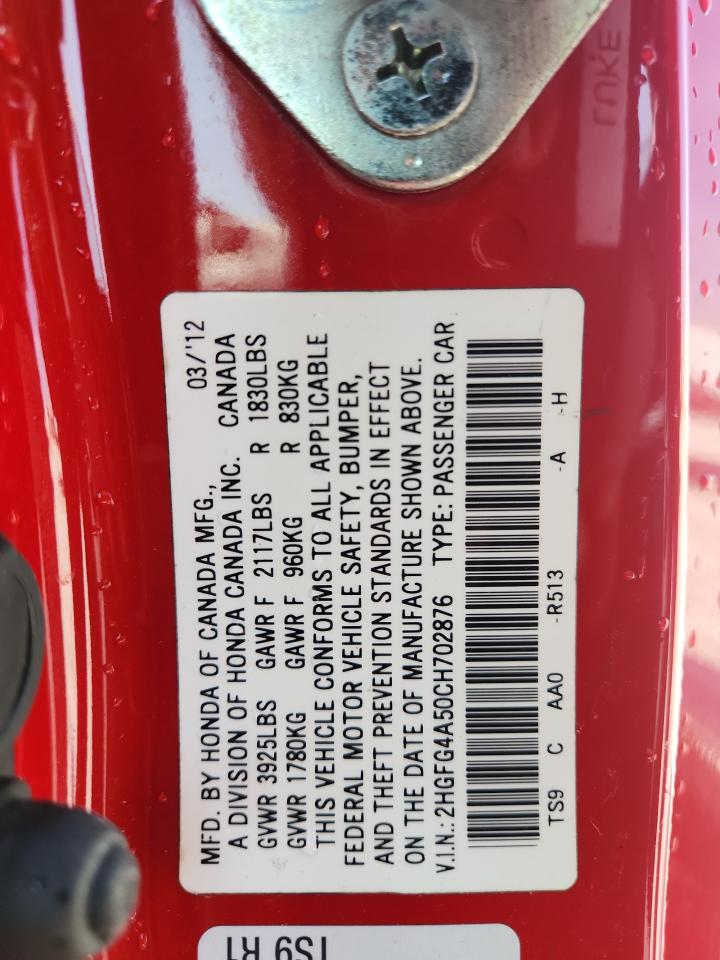 MFD. BY HONDA OF CANADA MFG., 03/'12
A DIVISION OF HONDA CANADA INC. CANADA
GVWR 3925LBS GAWR F 2117LBS R 1830LBS
GVWR 1780KG GAWR F 960KG R 830KG
THIS VEHICLE CONFORMS TO ALL APPLICABLE
FEDERAL MOTOR VEHICLE SAFETY, BUMPER,
AND THEFT PREVENTION STANDARDS IN EFFECT
ON THE DATE OF MANUFACTURE SHOWN ABOVE.
V.I.N.: 2HGFG4A50CH702876 TYPE: PASSENGER CAR
TS9 C AA0 -R513 -A -H
TS9 R1